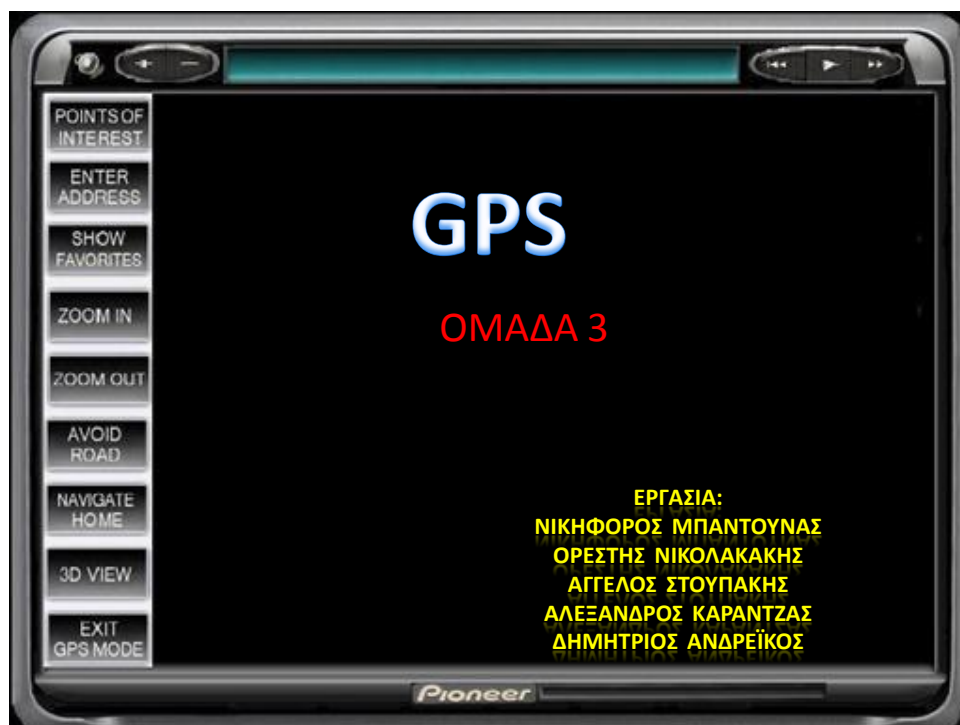 POINTS OF
INTEREST
ENTER
ADDRESS
SHOW
FAVORITES
ZOOM IN
ZOOM OUT
AVOID
ROAD
NAVIGATE
HOME
3D VIEW
EXIT
GPS MODE
GPS
ΟΜΑΔΑ 3
ΕΡΓΑΣΙΑ:
ΝΙΚΗΦΟΡΟΣ ΜΠΑΝΤΟΥΝΑΣ
ΟΡΕΣΤΗΣ ΝΙΚΟΛΑΚΑΚΗΣ
ΑΓΓΕΛΟΣ ΣΤΟΥΠΑΚΗΣ
ΑΛΕΞΑΝΔΡΟΣ ΚΑΡΑΝΤΖΑΣ
ΔΗΜΗΤΡΙΟΣ ΑΝΔΡΕΪΚΟΣ
Pioneer